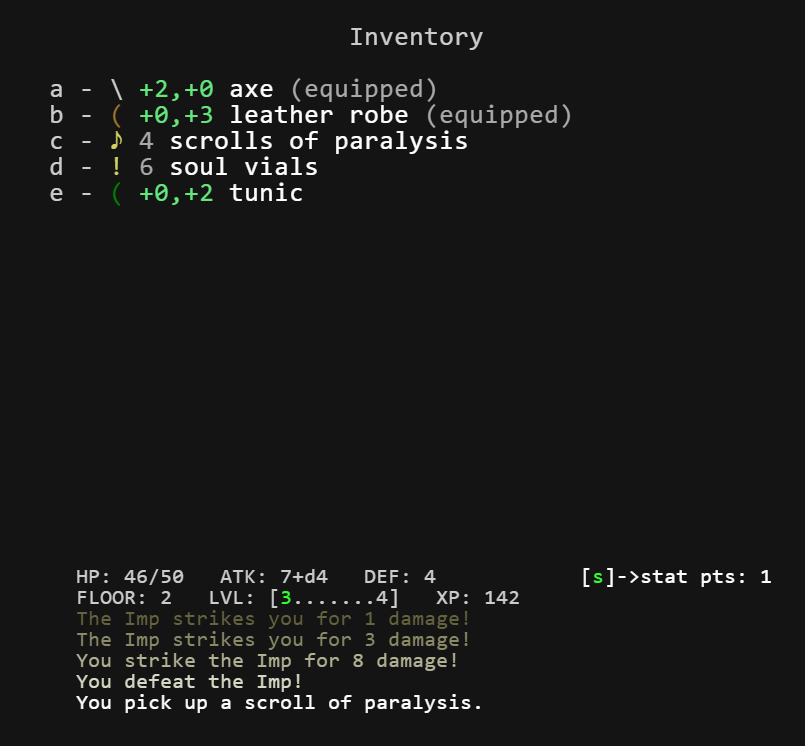 Inventory
a - \ +2,+0 axe (equipped)
b - ( +0,+3 leather robe (equipped)
c - ♪ 4 scrolls of paralysis
d - ! 6 soul vials
e - ( +0,+2 tunic
HP: 46/50 ATK: 7+d4 DEF: 4 [s]->stat pts: 1
FLOOR: 2 LVL: [3.......4] XP: 142
The Imp strikes you for 1 damage!
The Imp strikes you for 3 damage!
You strike the Imp for 8 damage!
You defeat the Imp!
You pick up a scroll of paralysis.